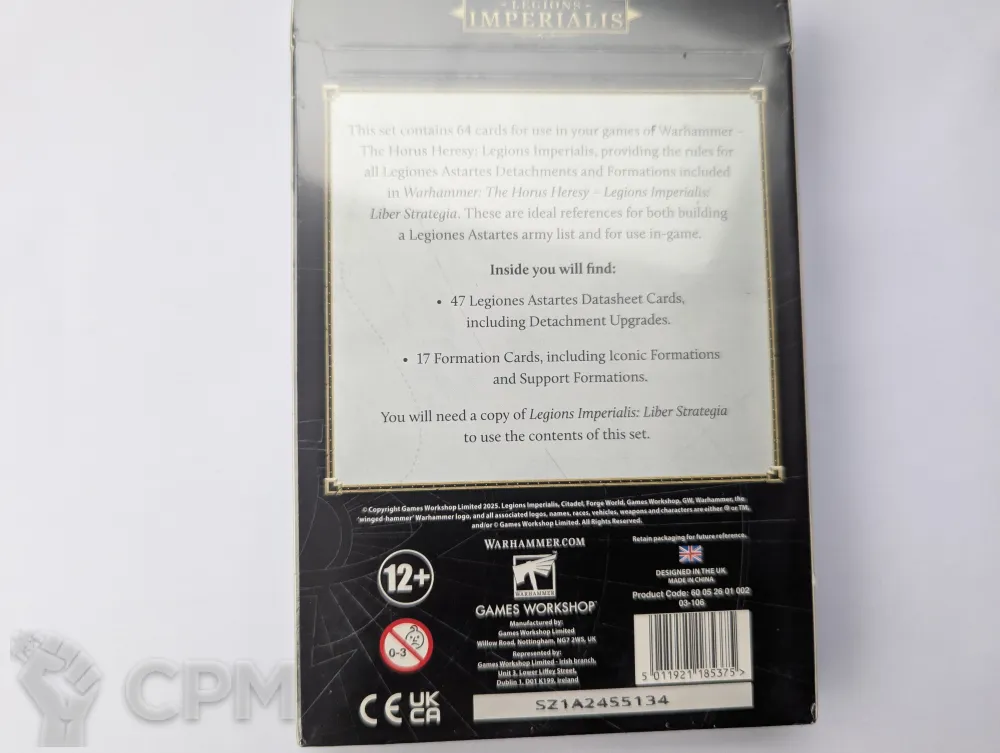 LEGIONS
IMPERIALIS
This set contains 64 cards for use in your games of Warhammer –
The Horus Heresy: Legions Imperialis, providing the rules for
all Legiones Astartes Detachments and Formations included
in Warhammer: The Horus Heresy – Legions Imperialis:
Liber Strategia. These are ideal references for both building
a Legiones Astartes army list and for use in-game.
Inside you will find:
• 47 Legiones Astartes Datasheet Cards,
including Detachment Upgrades.
• 17 Formation Cards, including Iconic Formations
and Support Formations.
You will need a copy of Legions Imperialis: Liber Strategia
to use the contents of this set.
© Copyright Games Workshop Limited 2025. Legions Imperialis, Citadel, Forge World, Games Workshop, GW, Warhammer, the
'winged-hammer' Warhammer logo, and all associated logos, names, races, vehicles, weapons and characters are either ® or TM,
and/or © Games Workshop Limited. All Rights Reserved.
12+
0-3
CE UK
CA
WARHAMMER.COM
WARHAMMER
GAMES WORKSHOP
Manufactured by:
Games Workshop Limited
Willow Road, Nottingham, NG7 2WS, UK
Represented by:
Games Workshop Limited - Irish branch,
Unit 3, Lower Liffey Street,
Dublin 1, D01 K199, Ireland
Retain packaging for future reference.
DESIGNED IN THE UK
MADE IN CHINA
Product Code: 60 05 26 01 002
03-106
5 011921 185375 >
SZ1A2455134
CPM